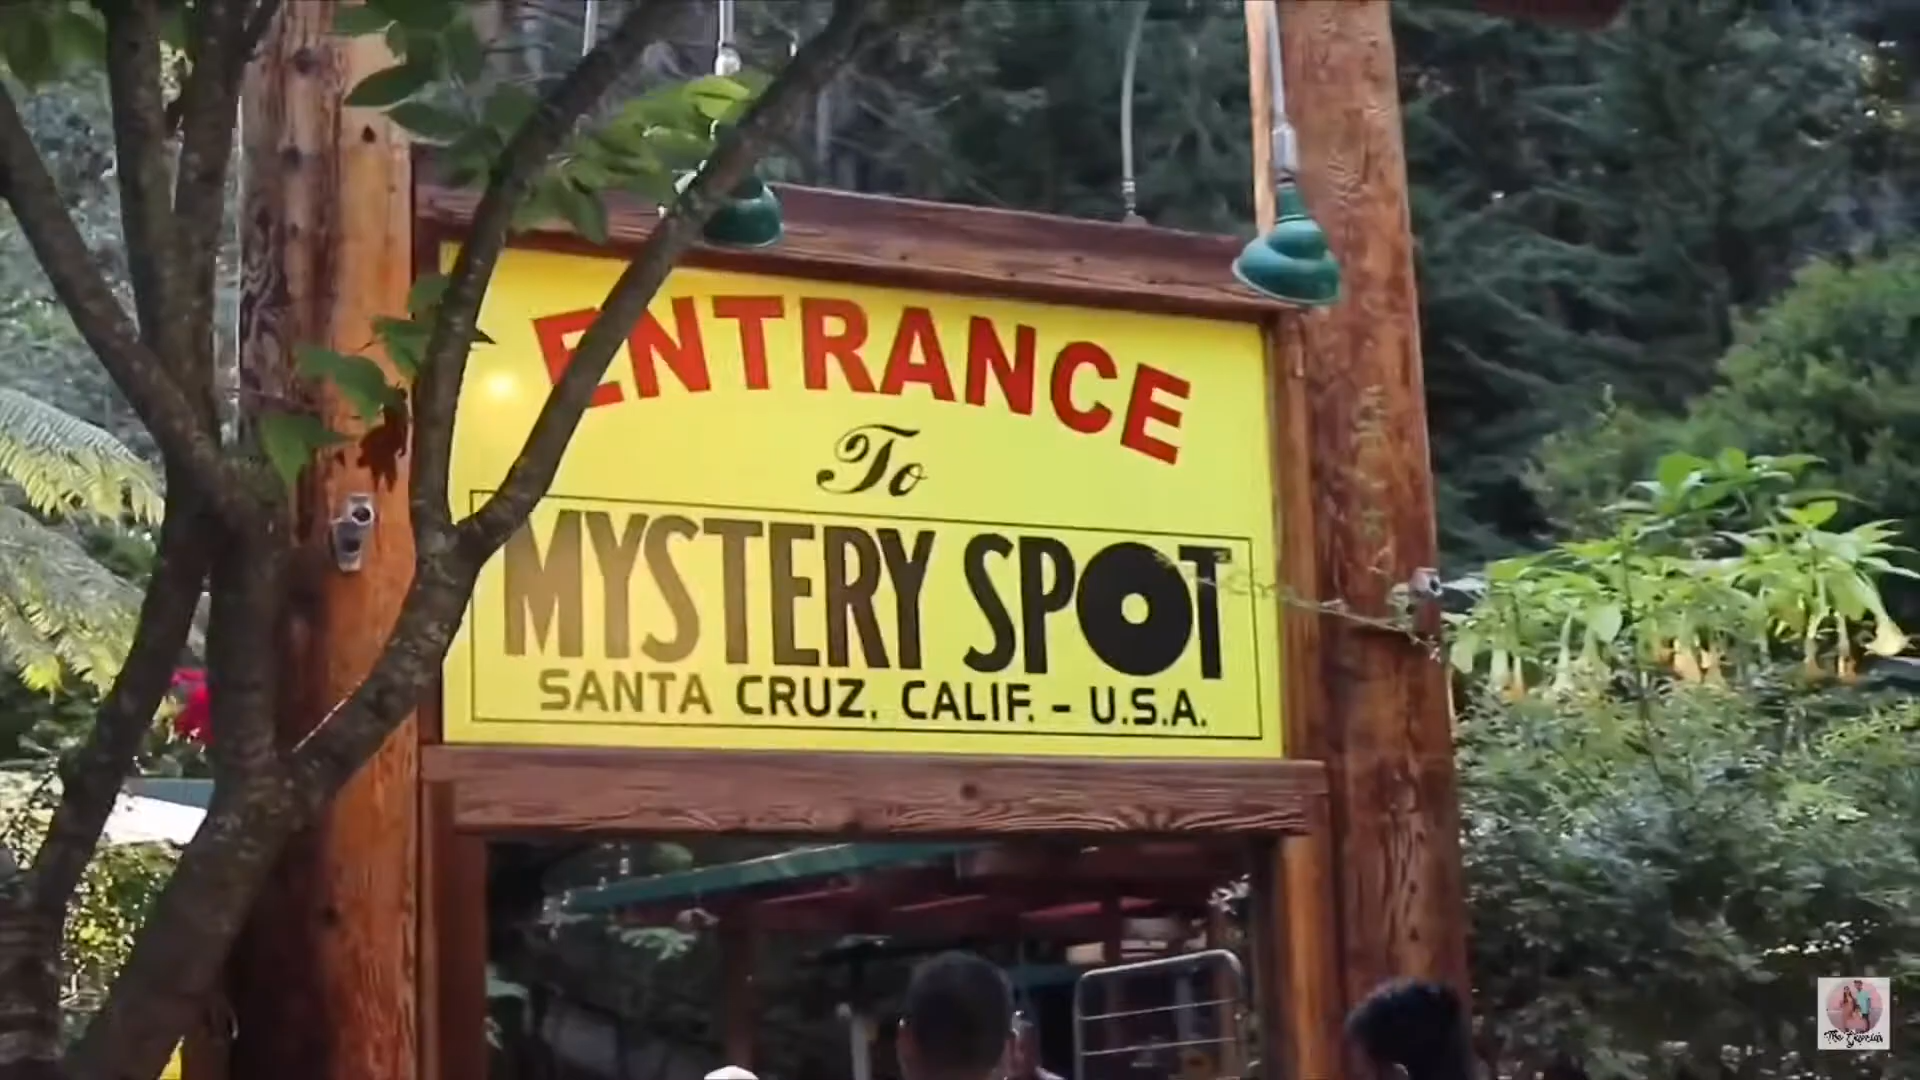 ENTRANCE
To
MYSTERY SPOT
SANTA CRUZ. CALIF. - U.S.A.